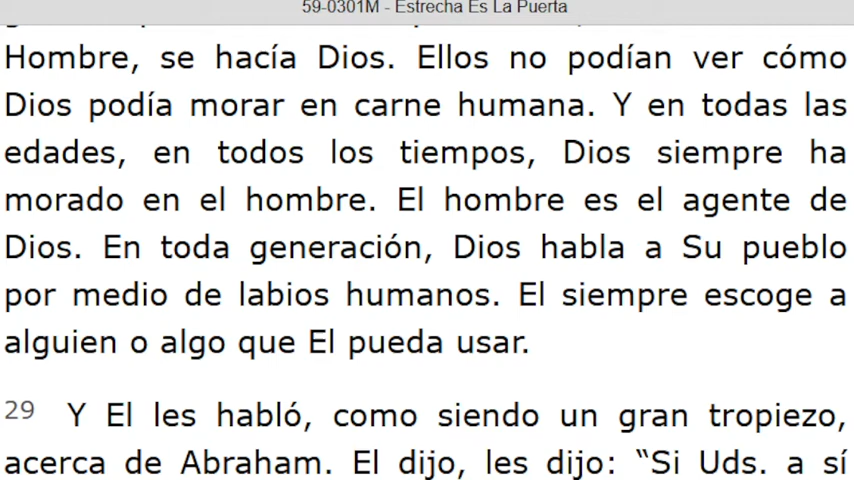 59-0301M - Estrecha Es La Puerta
Hombre, se hacía Dios. Ellos no podían ver cómo
Dios podía morar en carne humana. Y en todas las
edades, en todos los tiempos, Dios siempre ha
morado en el hombre. El hombre es el agente de
Dios. En toda generación, Dios habla a Su pueblo
por medio de labios humanos. El siempre escoge a
alguien o algo que El pueda usar.
29 Y El les habló, como siendo un gran tropiezo,
acerca de Abraham. El dijo, les dijo: “Si Uds. a sí